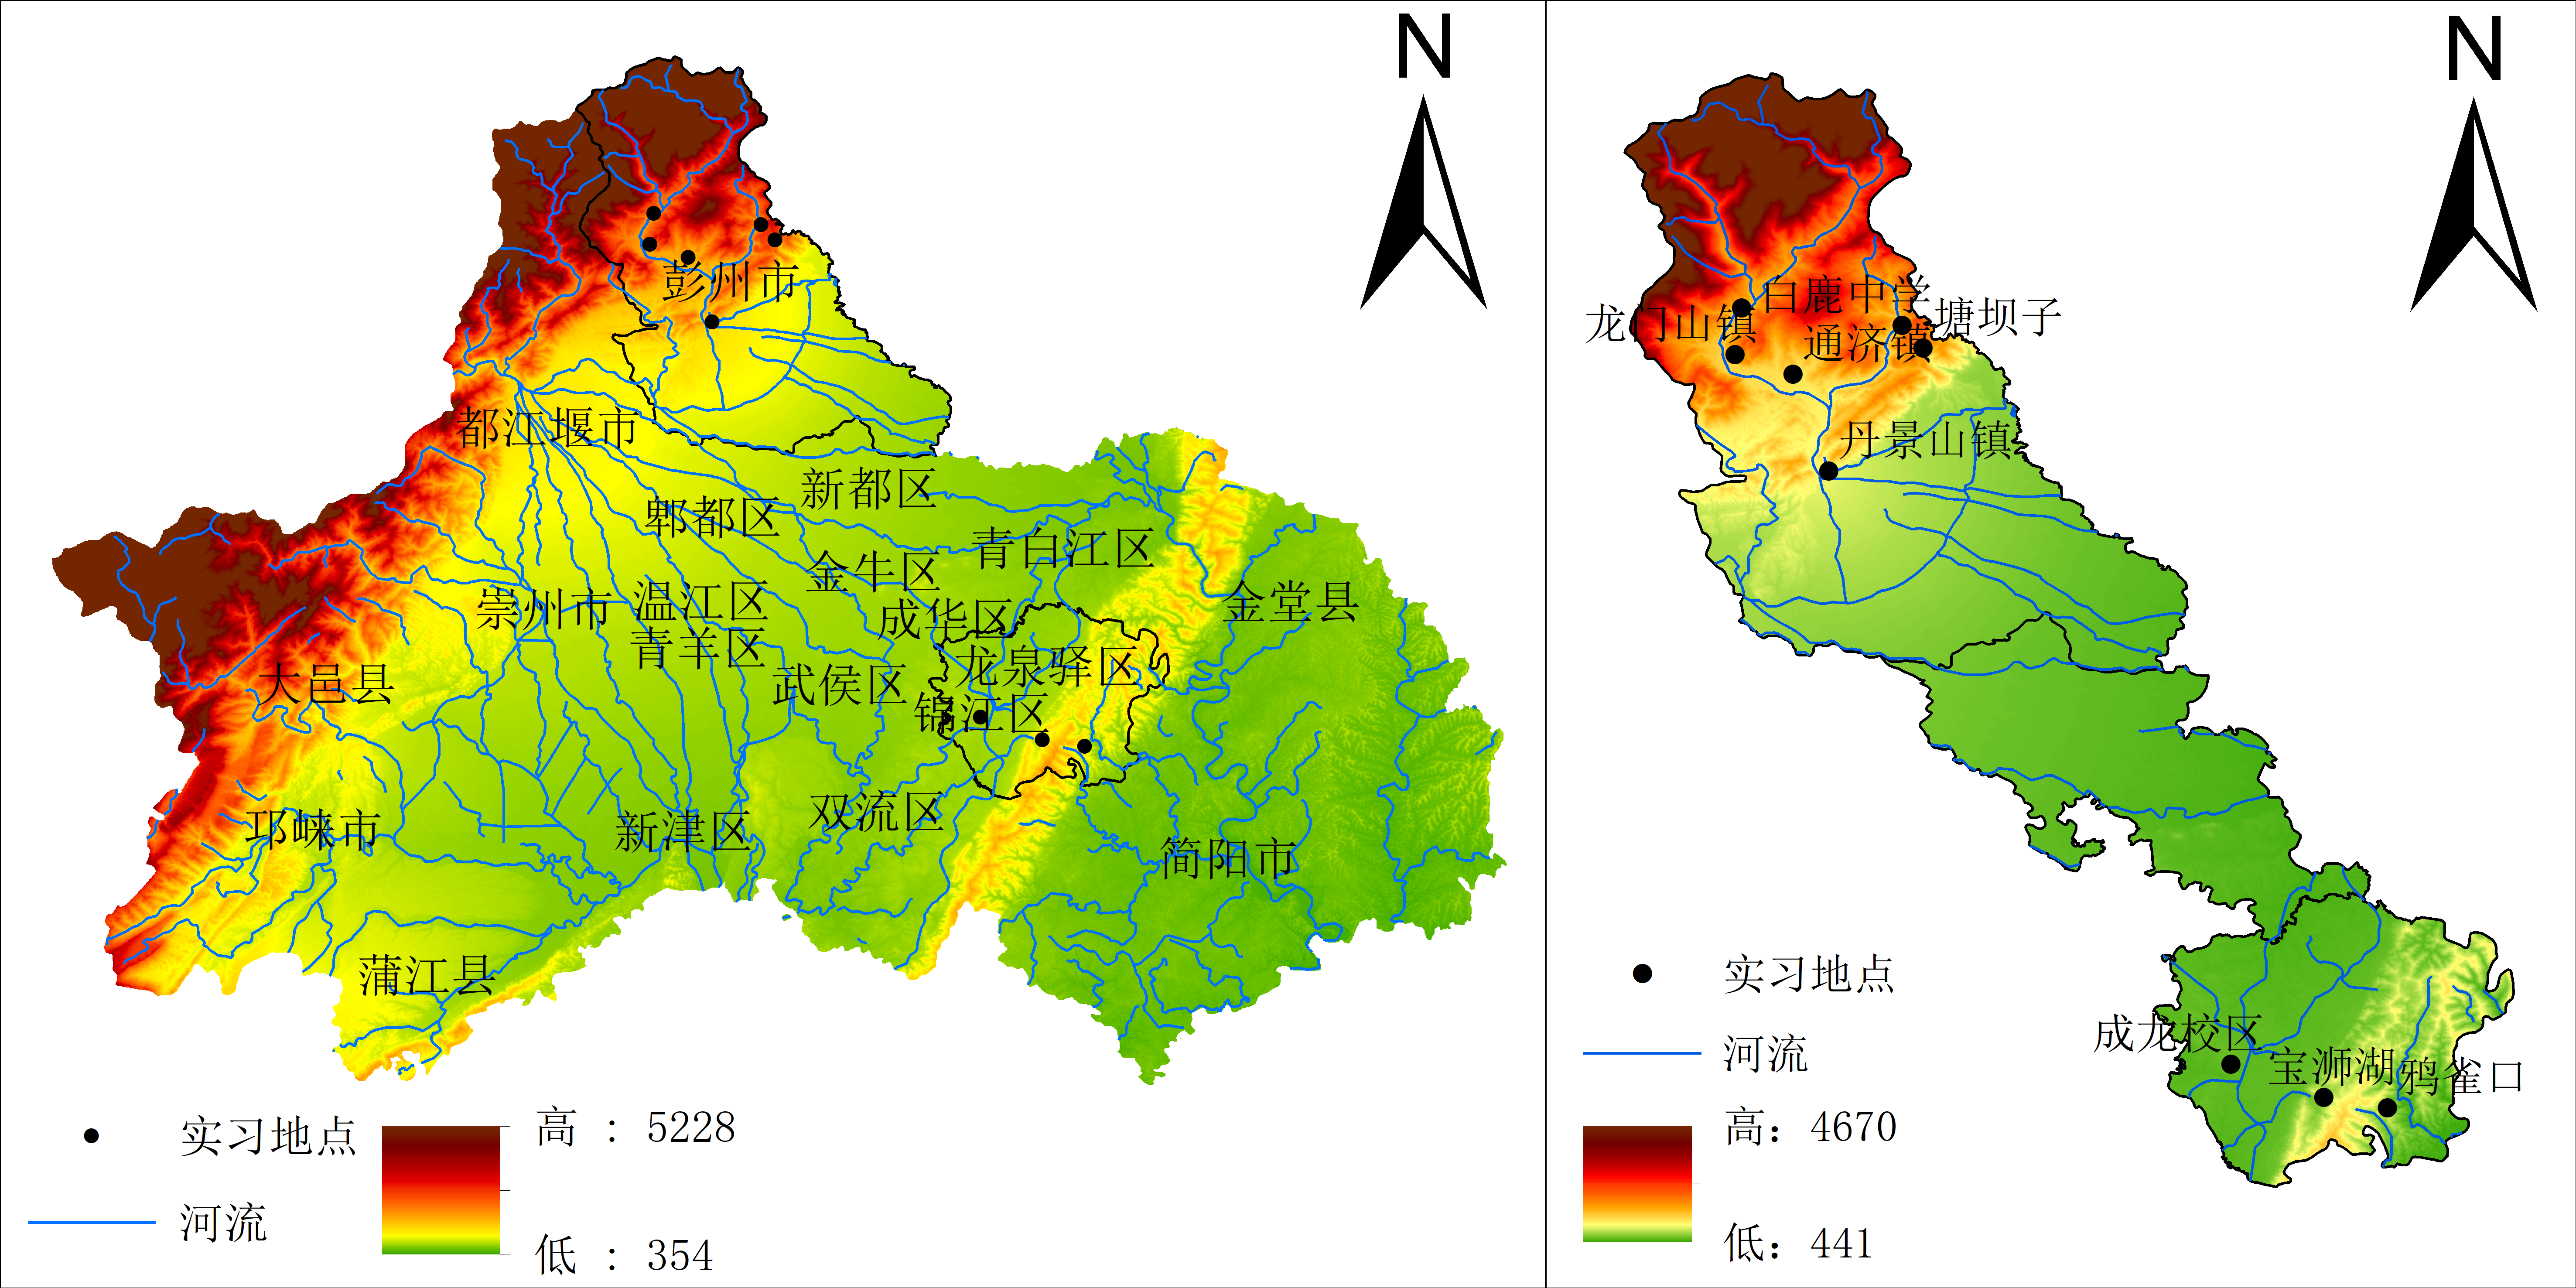 N
彭州市
都江堰市
新都区
郫都区
青白江区
金牛区
温江区
崇州市
金堂县
成华区
青羊区
龙泉驿区
武侯区
大邑县
锦江区
双流区
邛崃市
新津区
简阳市
蒲江县
实习地点
河流
高 : 5228
低 : 354
N
白鹿中学
龙门山镇
塘坝子
通济镇
丹景山镇
成龙校区
宝狮湖
鸦雀口
实习地点
河流
高: 4670
低: 441